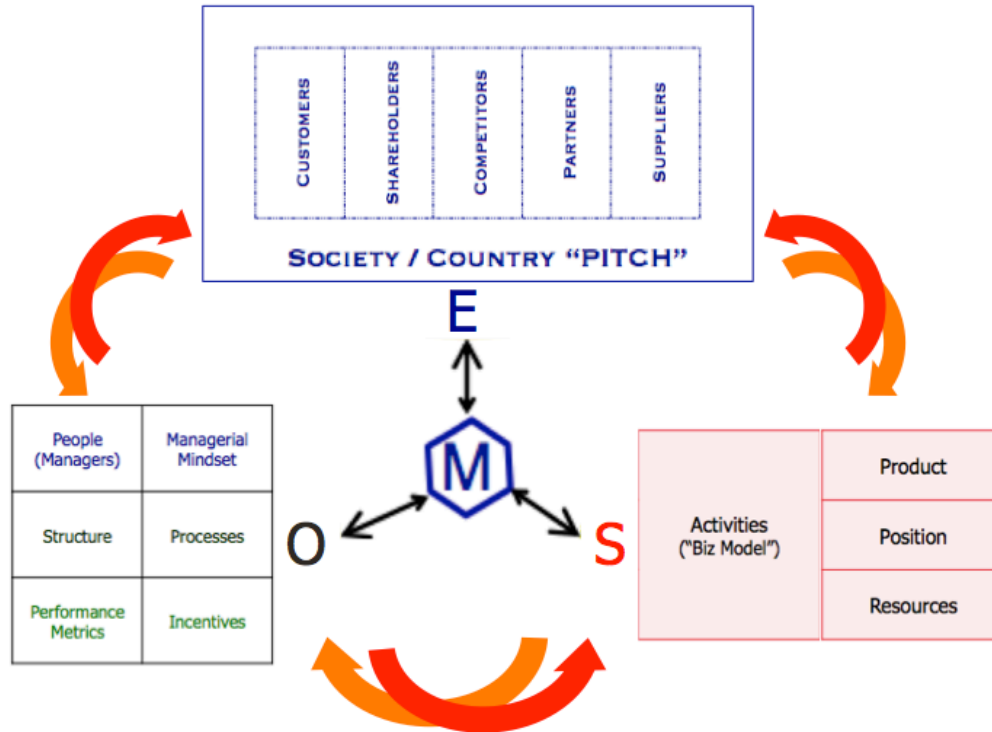 CUSTOMERS
SHAREHOLDERS
COMPETITORS
PARTNERS
SUPPLIERS
SOCIETY / COUNTRY “PITCH”
E
M
O
S
People
(Managers)
Managerial
Mindset
Structure
Processes
Performance
Metrics
Incentives
Activities
(“Biz Model”)
Product
Position
Resources